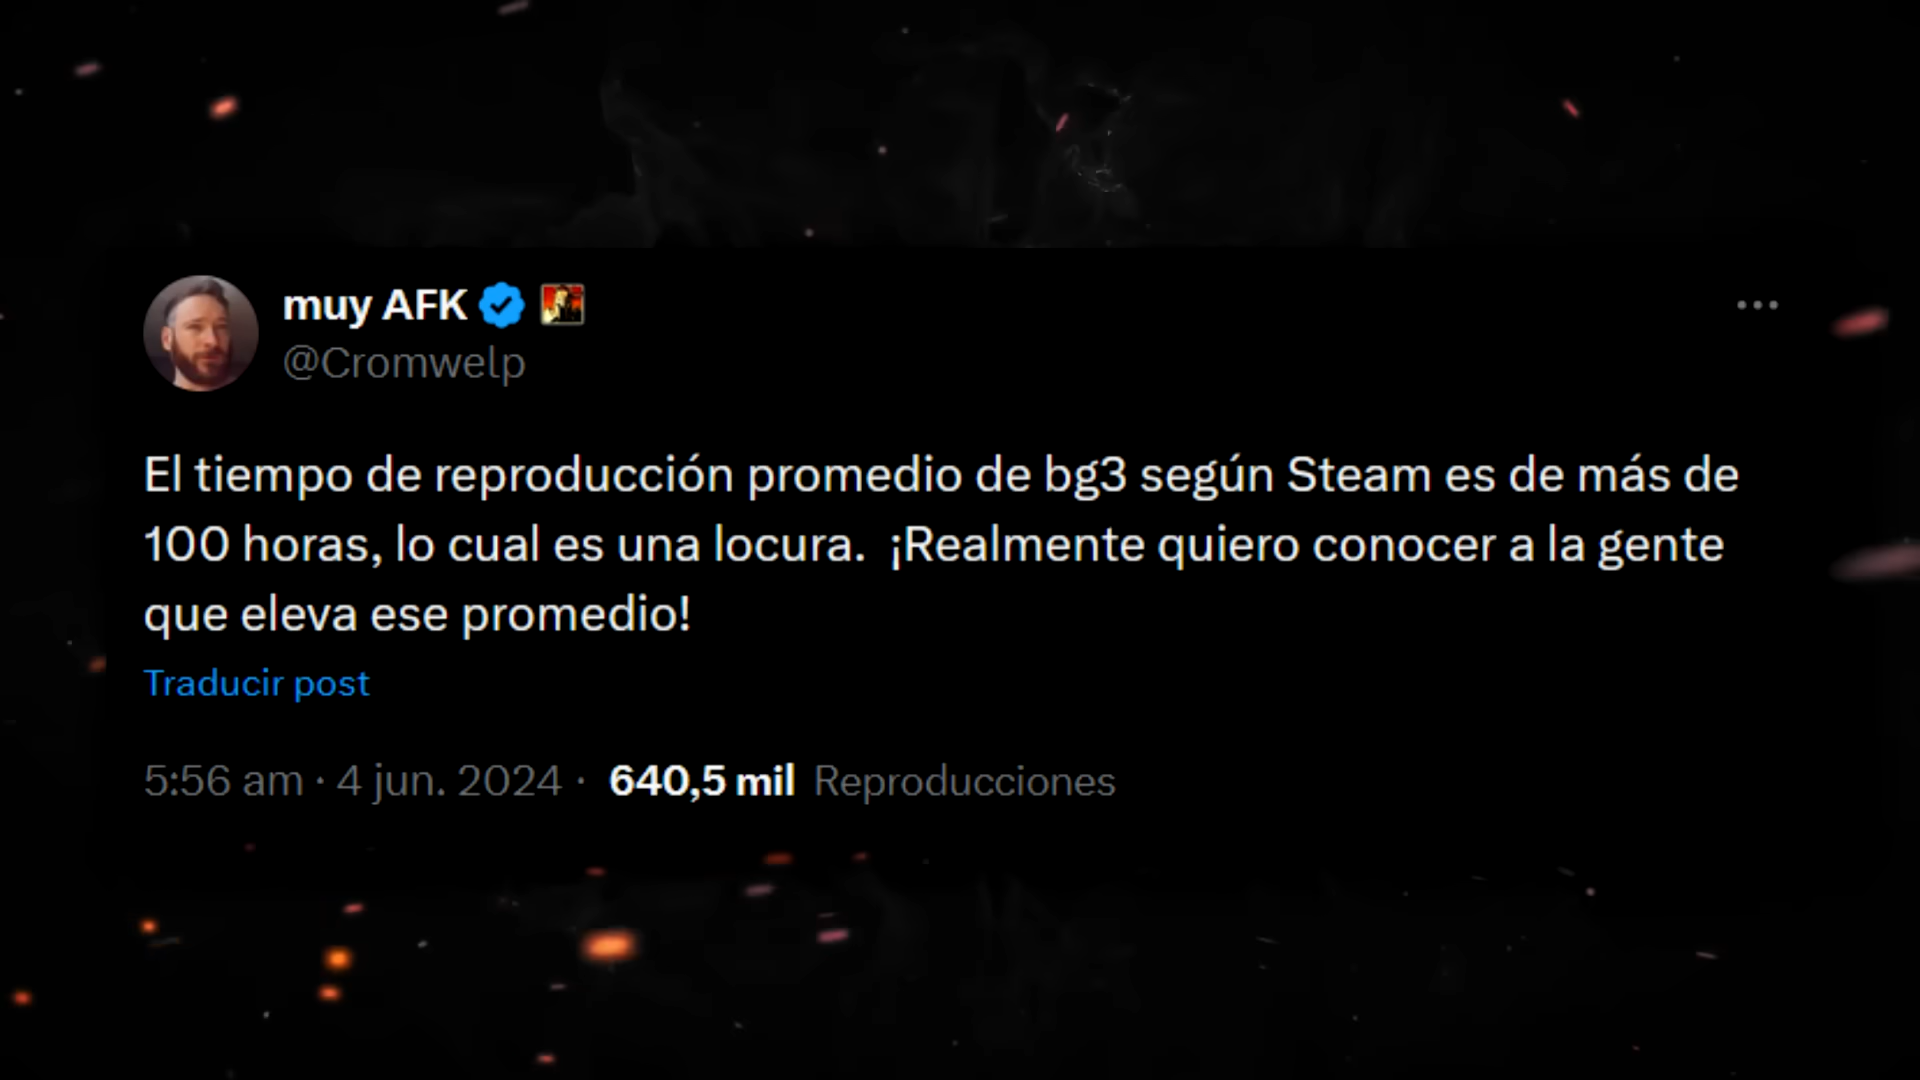 muy AFK
@Cromwelp
El tiempo de reproducción promedio de bg3 según Steam es de más de
100 horas, lo cual es una locura.  ¡Realmente quiero conocer a la gente
que eleva ese promedio!
Traducir post
5:56 am · 4 jun. 2024 · 640,5 mil Reproducciones